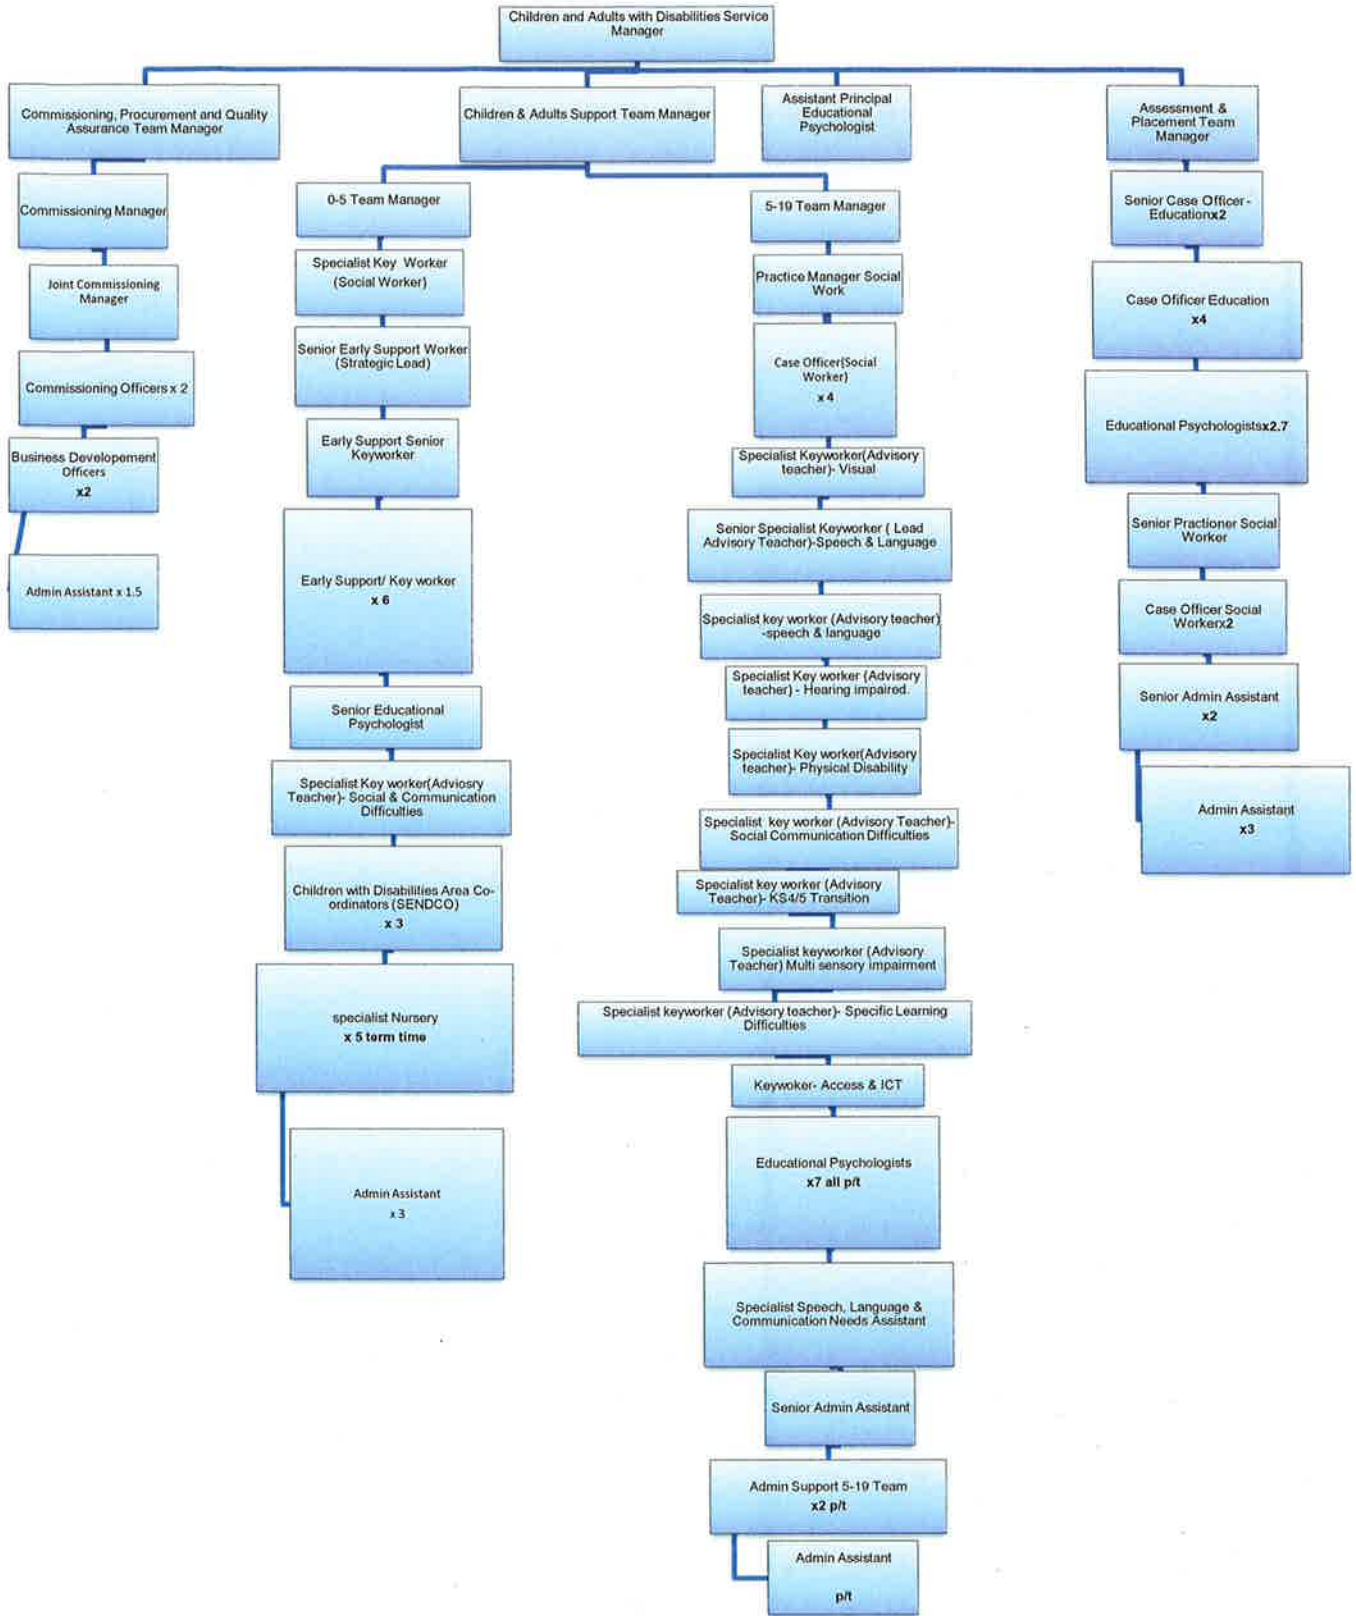 Children and Adults with Disabilities Service
Manager
Commissioning, Procurement and Quality
Assurance Team Manager
Children & Adults Support Team Manager
Assistant Principal
Educational
Psychologist
Assessment &
Placement Team
Manager
Commissioning Manager
Joint Commissioning
Manager
Commissioning Officers x 2
Business Developement
Officers
x2
Admin Assistant x 1.5
0-5 Team Manager
Specialist Key Worker
(Social Worker)
Senior Early Support Worker
(Strategic Lead)
Early Support Senior
Keyworker
Early Support/ Key worker
x 6
Senior Educational
Psychologist
Specialist Key worker(Adviosry
Teacher)- Social & Communication
Difficulties
Children with Disabilities Area Co-
ordinators (SENDCO)
x 3
specialist Nursery
x 5 term time
Admin Assistant
x 3
5-19 Team Manager
Practice Manager Social
Work
Case Officer(Social
Worker)
x 4
Specialist Keyworker(Advisory
teacher)- Visual
Senior Specialist Keyworker ( Lead
Advisory Teacher)-Speech & Language
Specialist key worker (Advisory teacher)
-speech & language
Specialist Key worker (Advisory
teacher) - Hearing impaired.
Specialist Key worker(Advisory
teacher)- Physical Disability
Specialist key worker (Advisory Teacher)-
Social Communication Difficulties
Specialist key worker (Advisory
Teacher)- KS4/5 Transition
Specialist keyworker (Advisory
Teacher) Multi sensory impairment
Specialist keyworker (Advisory teacher)- Specific Learning
Difficulties
Keywoker- Access & ICT
Educational Psychologists
x7 all p/t
Specialist Speech, Language &
Communication Needs Assistant
Senior Admin Assistant
Admin Support 5-19 Team
x2 p/t
Admin Assistant
p/t
Senior Case Officer -
Educationx2
Case Ofificer Education
x4
Educational Psychologistsx2.7
Senior Practioner Social
Worker
Case Officer Social
Workerx2
Senior Admin Assistant
x2
Admin Assistant
x3